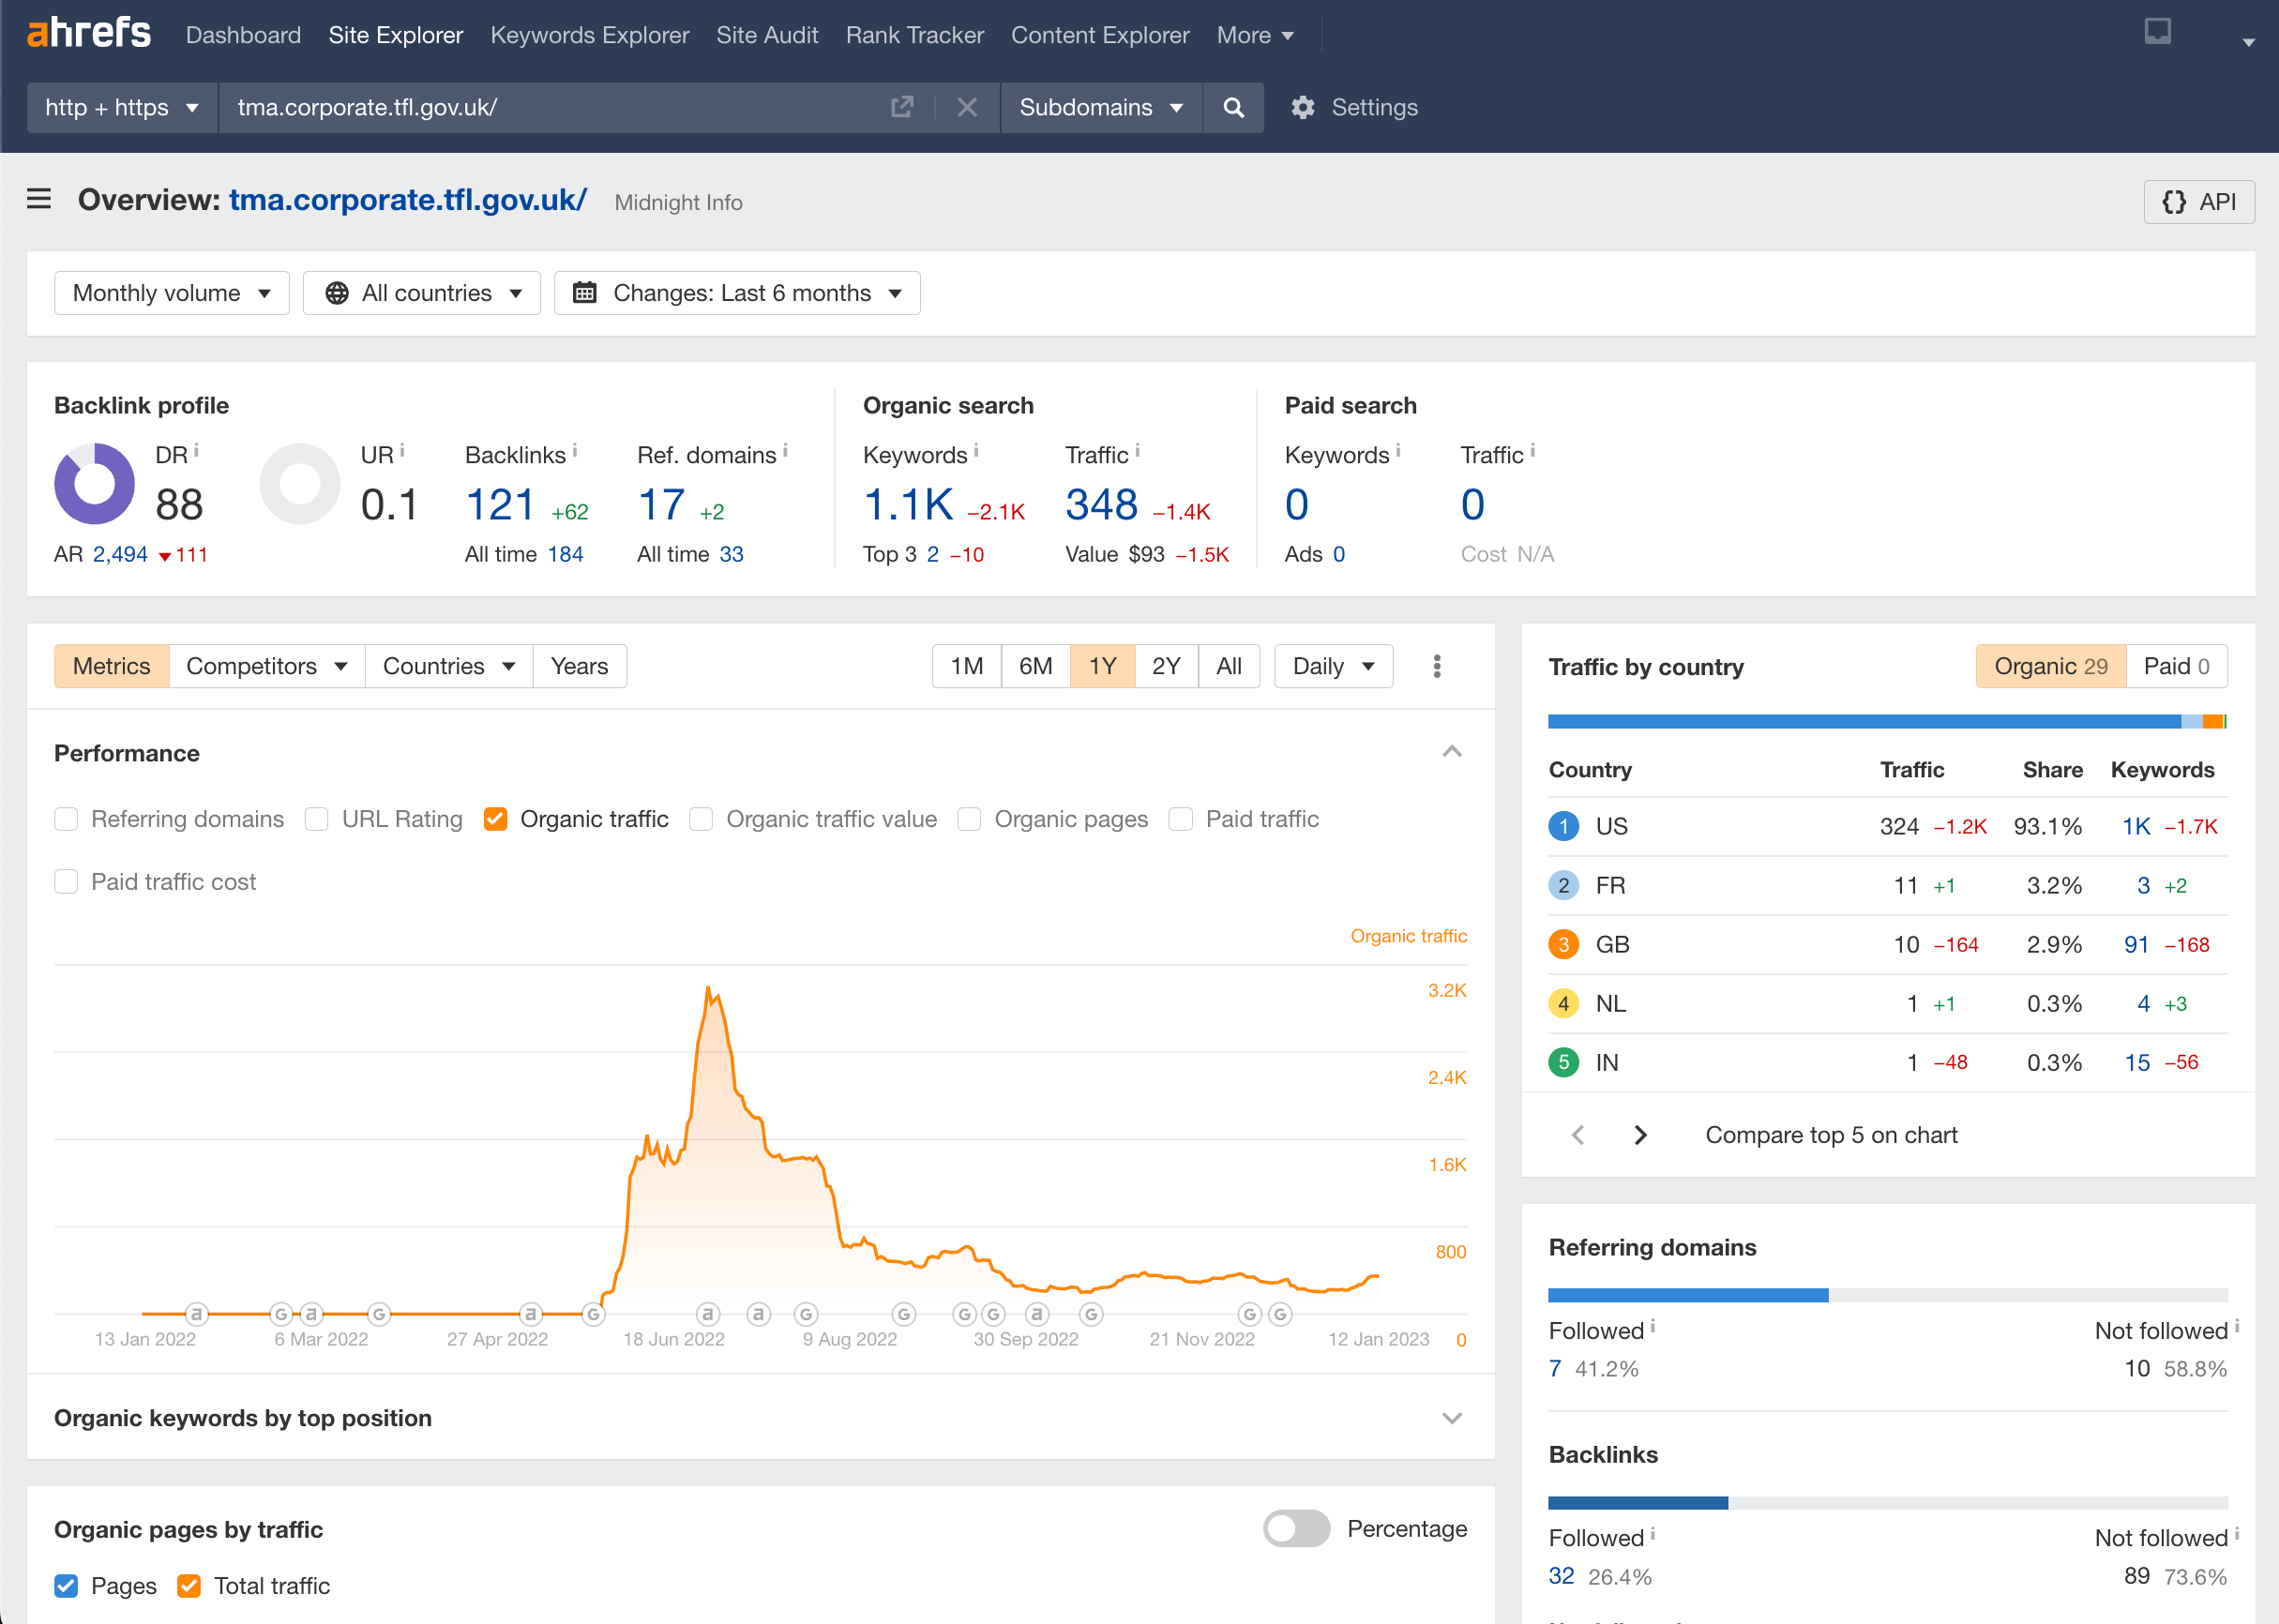 ahrefs Dashboard Site Explorer Keywords Explorer Site Audit Rank Tracker Content Explorer More
http + https tma.corporate.tfl.gov.uk/ Subdomains Settings
Overview: tma.corporate.tfl.gov.uk/ Midnight Info {} API
Monthly volume All countries Changes: Last 6 months
Backlink profile
DR i
88
AR 2,494 111
UR i
0.1
Backlinks i
121 +62
All time 184
Ref. domains i
17 +2
All time 33
Organic search
Keywords i
1.1K −2.1K
Top 3 2 −10
Traffic i
348 −1.4K
Value $93 −1.5K
Paid search
Keywords i
0
Ads 0
Traffic i
0
Cost N/A
Metrics Competitors Countries Years 1M 6M 1Y 2Y All Daily
Performance
Referring domains URL Rating Organic traffic Organic traffic value Organic pages Paid traffic
Paid traffic cost
Organic traffic
3.2K
2.4K
1.6K
800
0
a G a G a G a a G G G G a G G G
13 Jan 2022 6 Mar 2022 27 Apr 2022 18 Jun 2022 9 Aug 2022 30 Sep 2022 21 Nov 2022 12 Jan 2023
Organic keywords by top position
Organic pages by traffic Percentage
Pages Total traffic
Traffic by country Organic 29 Paid 0
Country Traffic Share Keywords
1 US 324 −1.2K 93.1% 1K −1.7K
2 FR 11 +1 3.2% 3 +2
3 GB 10 −164 2.9% 91 −168
4 NL 1 +1 0.3% 4 +3
5 IN 1 −48 0.3% 15 −56
Compare top 5 on chart
Referring domains
Followed i Not followed i
7 41.2% 10 58.8%
Backlinks
Followed i Not followed i
32 26.4% 89 73.6%